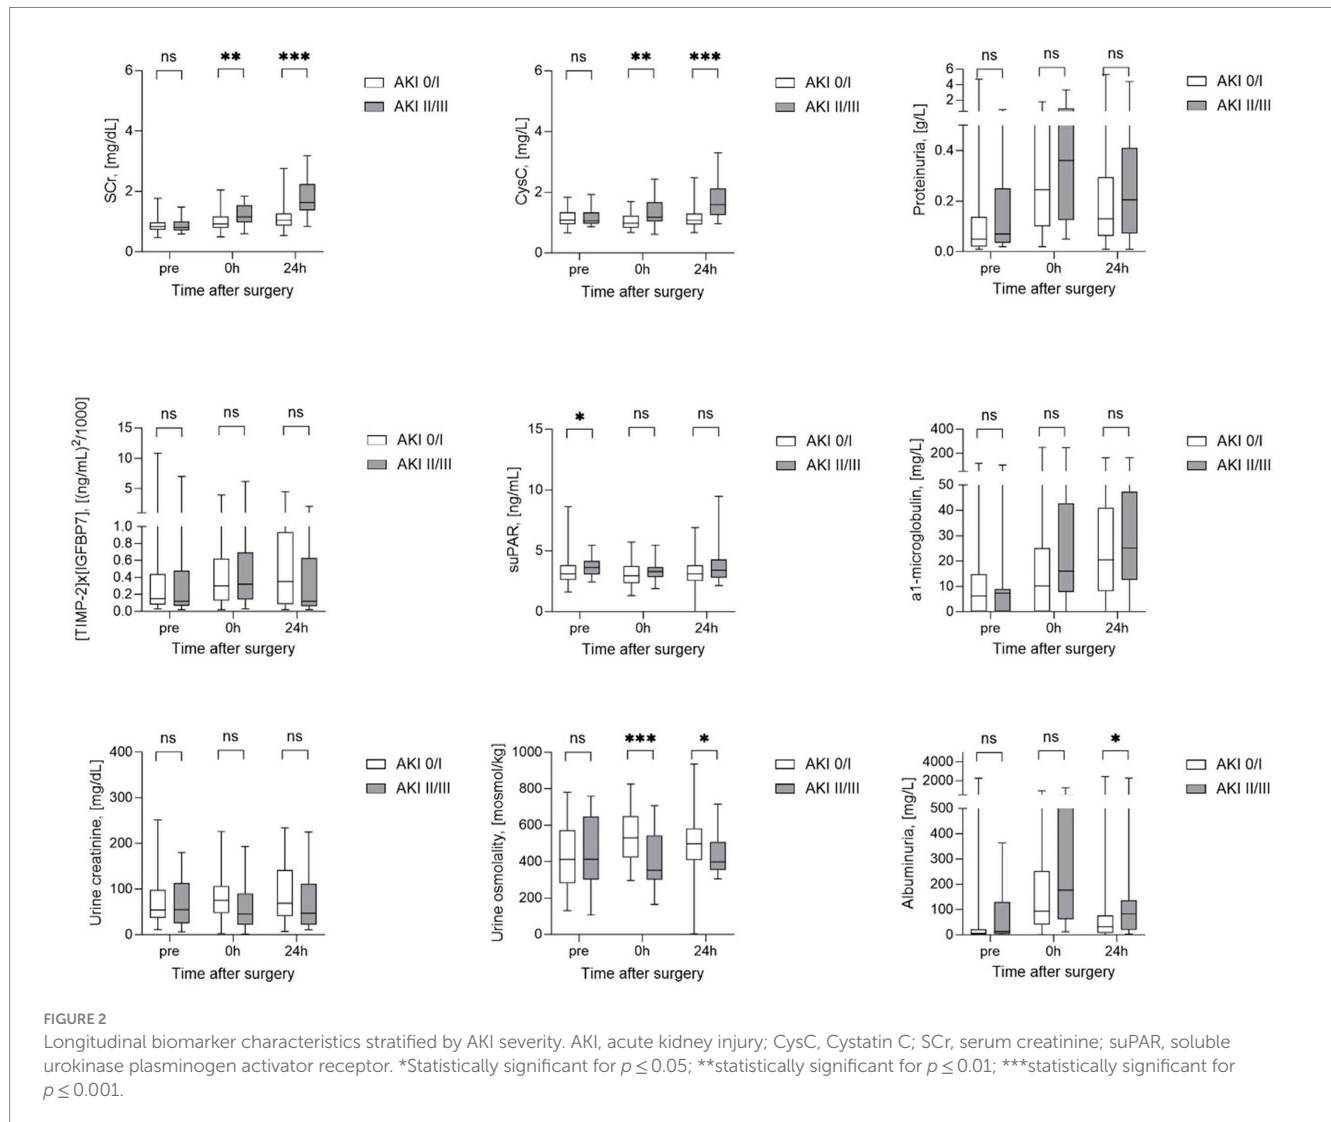 ns ** ***
6
4
2
0
SCr, [mg/dL]
AKI 0/I
AKI II/III
pre 0h 24h
Time after surgery
ns ** ***
6
4
2
0
CysC, [mg/L]
AKI 0/I
AKI II/III
pre 0h 24h
Time after surgery
ns ns ns
6
4
2
0.4
0.2
0.0
Proteinuria, [g/L]
AKI 0/I
AKI II/III
pre 0h 24h
Time after surgery
ns ns ns
15
10
5
1.0
0.8
0.6
0.4
0.2
0.0
[TIMP-2]x[IGFBP7], [(ng/mL)²/1000]
AKI 0/I
AKI II/III
pre 0h 24h
Time after surgery
* ns ns
15
10
5
0
suPAR, [ng/mL]
AKI 0/I
AKI II/III
pre 0h 24h
Time after surgery
ns ns ns
400
200
50
40
30
20
10
0
a1-microglobulin, [mg/L]
AKI 0/I
AKI II/III
pre 0h 24h
Time after surgery
ns ns ns
400
300
200
100
0
Urine creatinine, [mg/dL]
AKI 0/I
AKI II/III
pre 0h 24h
Time after surgery
ns *** *
1000
800
600
400
200
0
Urine osmolality, [mosmol/kg]
AKI 0/I
AKI II/III
pre 0h 24h
Time after surgery
ns ns *
4000
2000
500
400
300
200
100
0
Albuminuria, [mg/L]
AKI 0/I
AKI II/III
pre 0h 24h
Time after surgery
FIGURE 2
Longitudinal biomarker characteristics stratified by AKI severity. AKI, acute kidney injury; CysC, Cystatin C; SCr, serum creatinine; suPAR, soluble
urokinase plasminogen activator receptor. *Statistically significant for p ≤ 0.05; **statistically significant for p ≤ 0.01; ***statistically significant for
p ≤ 0.001.